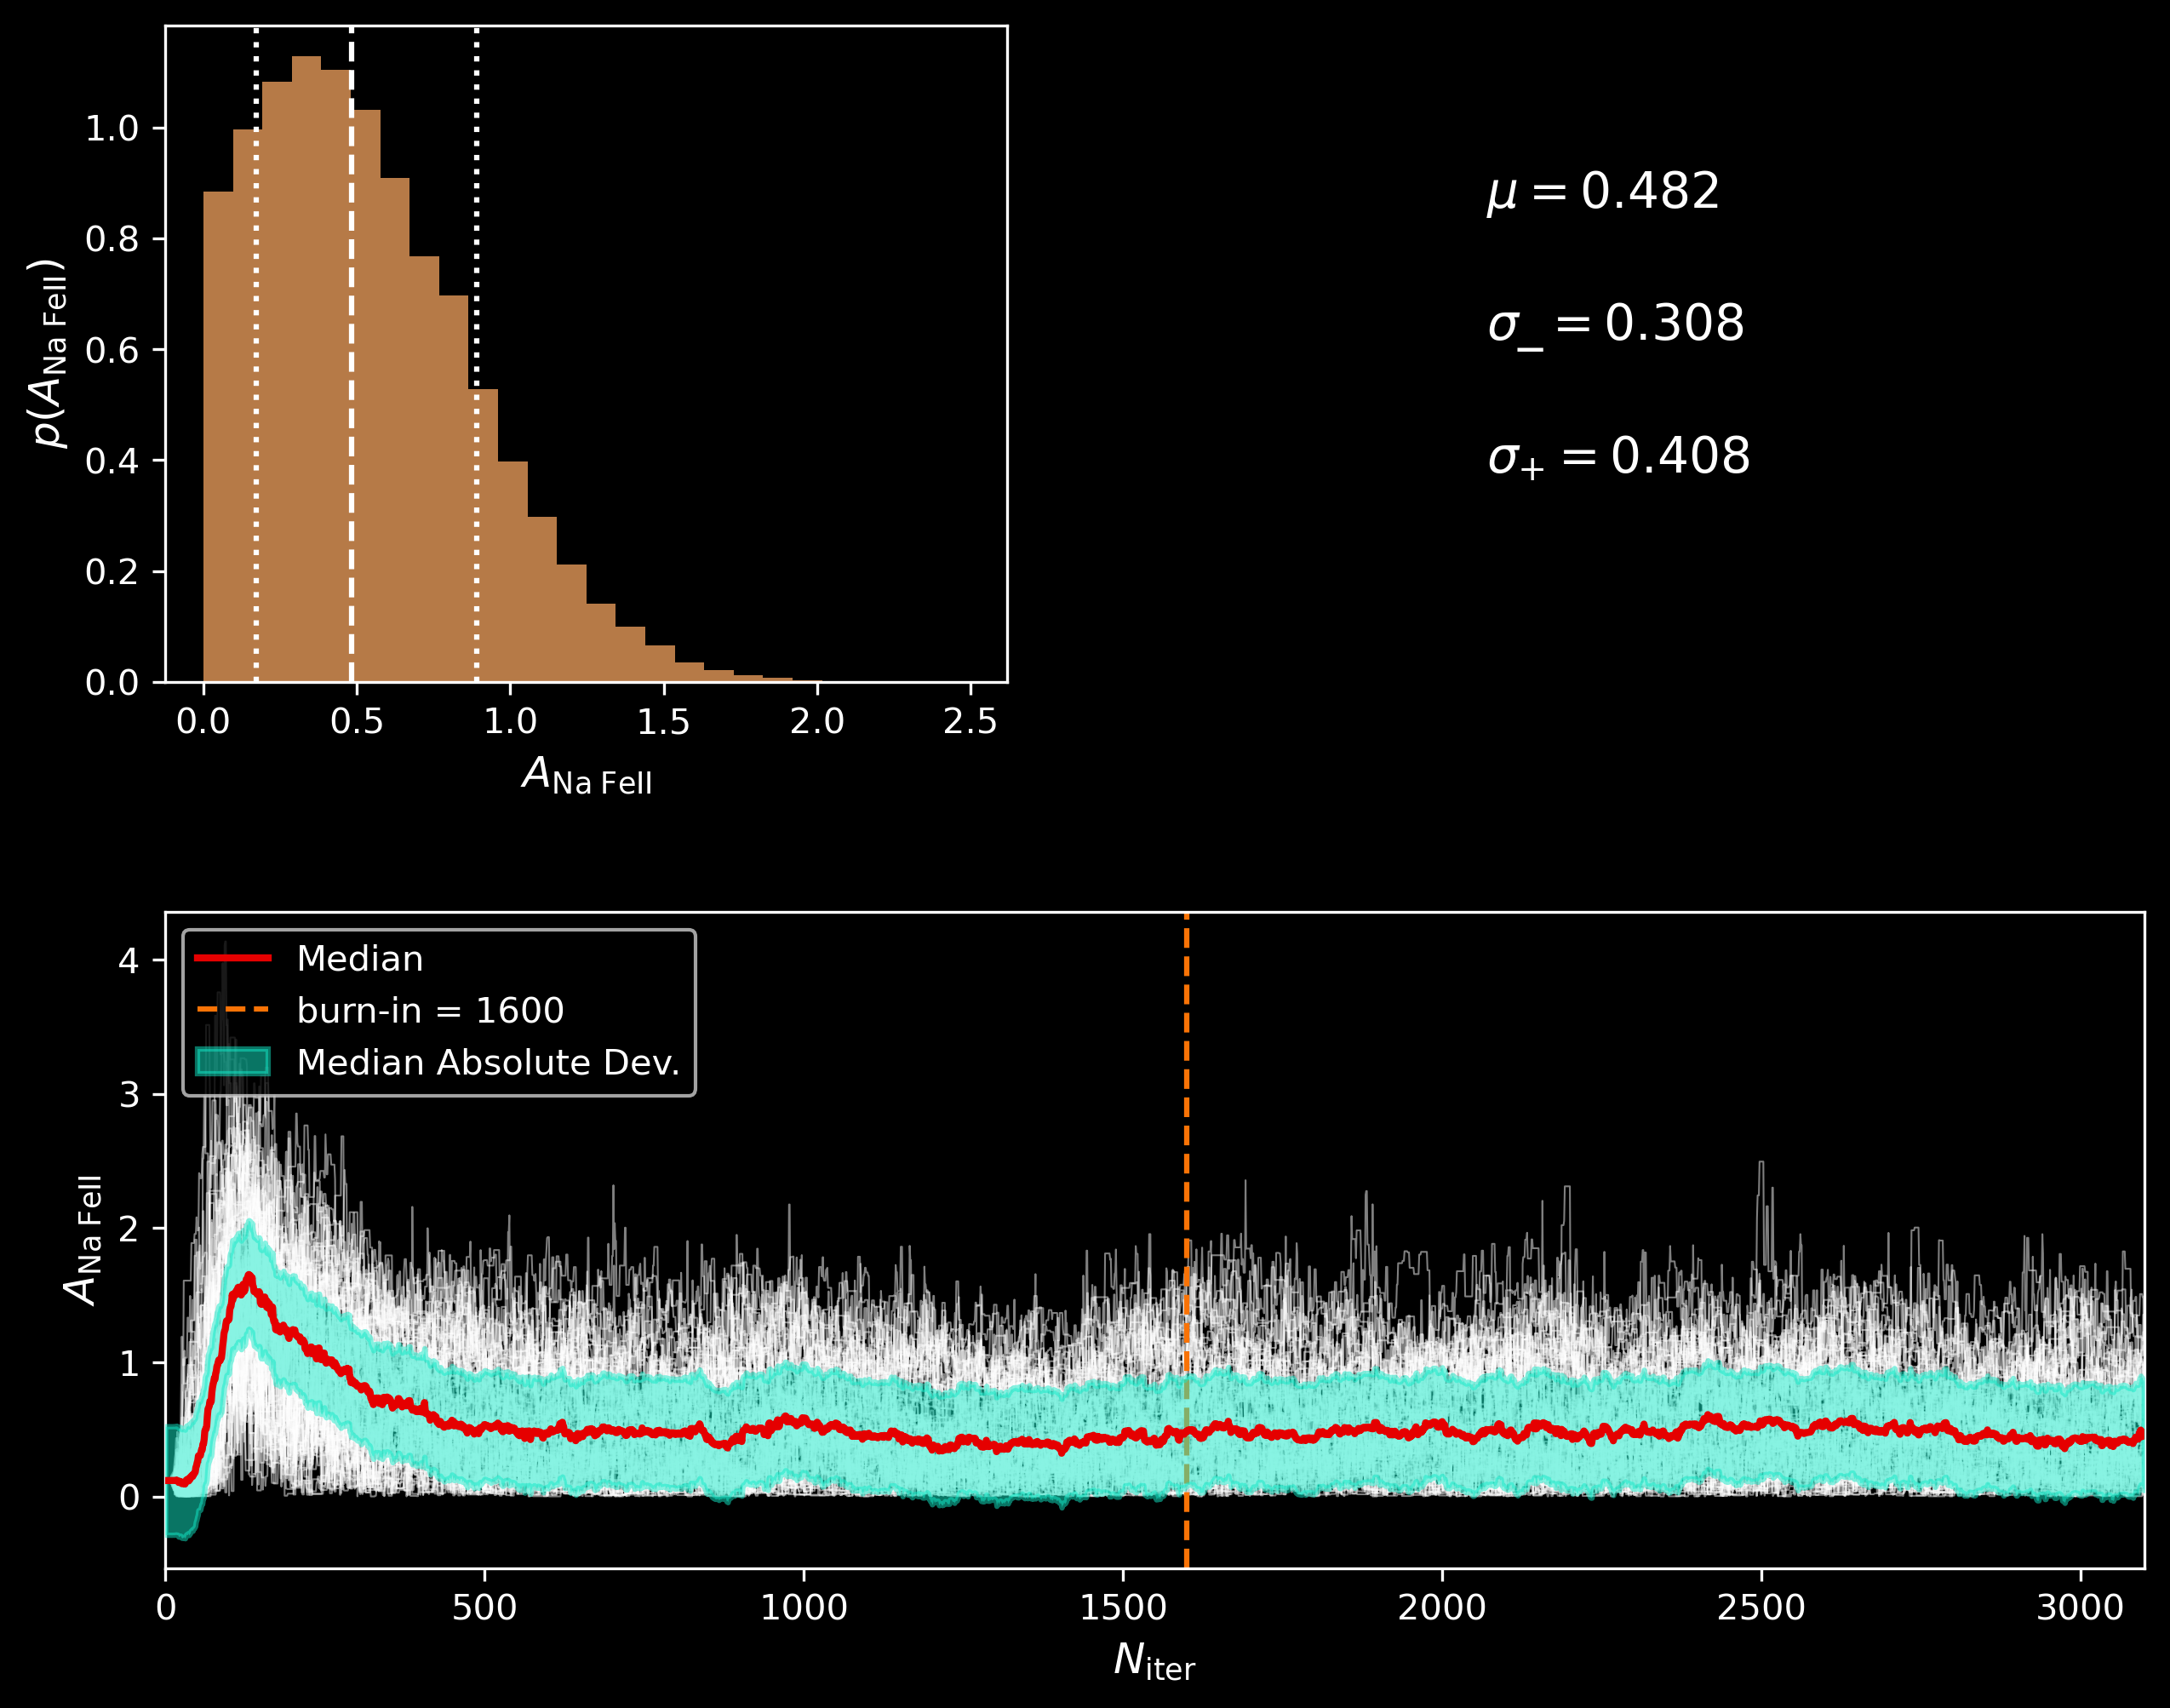 p(A_Na FeII)
1.0
0.8
0.6
0.4
0.2
0.0
0.0 0.5 1.0 1.5 2.0 2.5
A_Na FeII
μ = 0.482
σ_− = 0.308
σ_+ = 0.408
A_Na FeII
4
3
2
1
0
Median
burn-in = 1600
Median Absolute Dev.
0 500 1000 1500 2000 2500 3000
N_iter